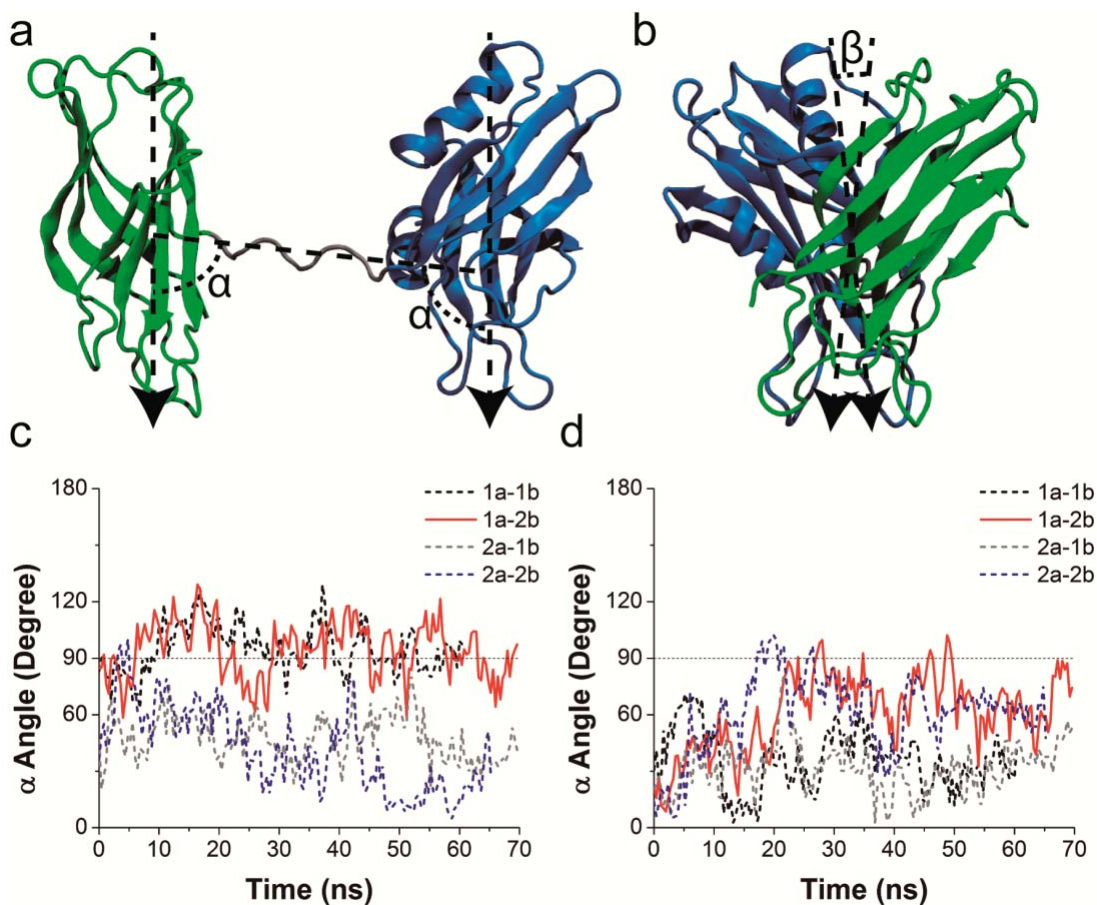 a
b
β
α
α
c
d
180
120
90
60
0
α Angle (Degree)
1a-1b
1a-2b
2a-1b
2a-2b
0 10 20 30 40 50 60 70
Time (ns)
180
120
90
60
0
α Angle (Degree)
1a-1b
1a-2b
2a-1b
2a-2b
0 10 20 30 40 50 60 70
Time (ns)